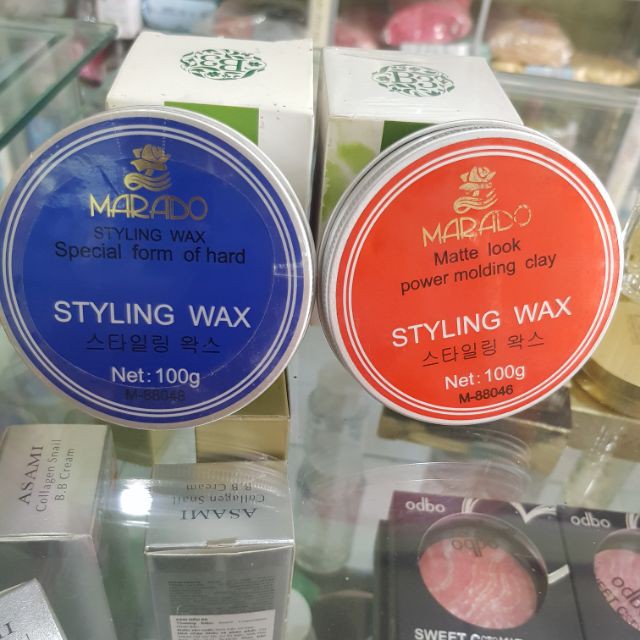 MARADO
STYLING WAX
Special form of hard
STYLING WAX
스타일링 왁스
Net: 100g
M-88048
MARADO
Matte look
power molding clay
STYLING WAX
스타일링 왁스
Net: 100g
M-88046
ASAMI
Collagen Snail
B.B Cream
ASAMI
Collagen Snail
B.B Cream
odbo
odbo
SWEET
odbo